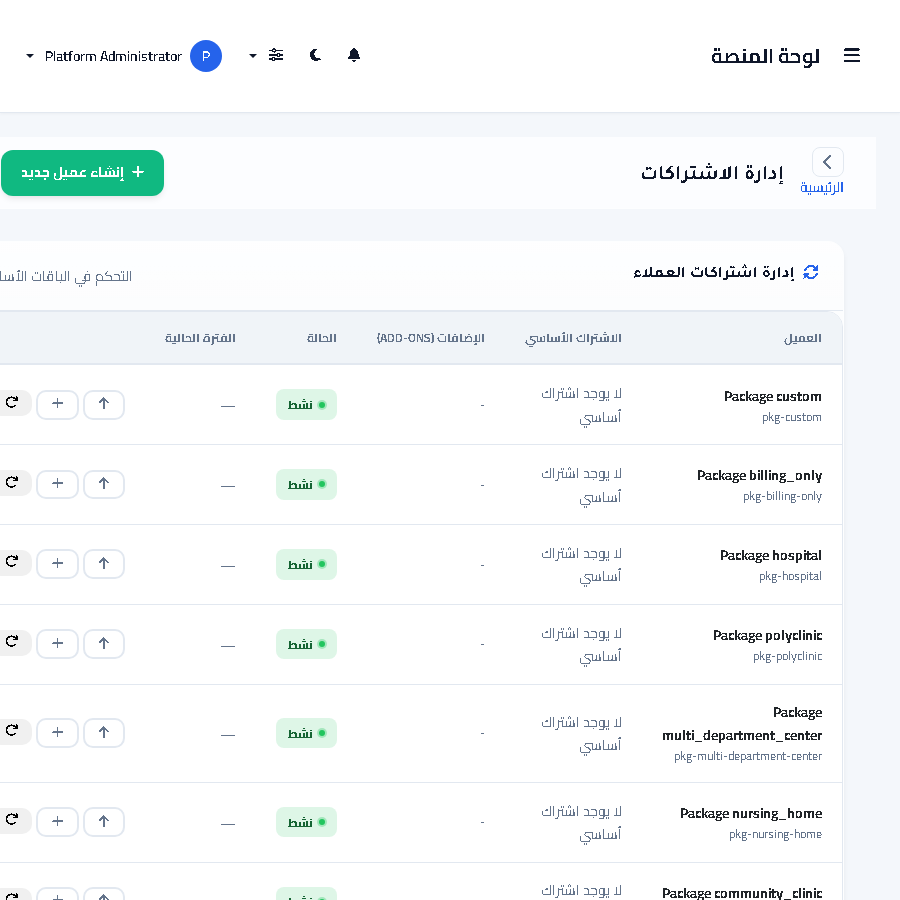 لوحة المنصة
P Platform Administrator
الرئيسية
إدارة الاشتراكات
+ إنشاء عميل جديد
إدارة اشتراكات العملاء
التحكم في الباقات
العميل الاشتراك الأساسي الإضافات (ADD-ONS) الحالة الفترة الحالية
Package custom
pkg-custom
لا يوجد اشتراك
أساسي
-
نشط
—
Package billing_only
pkg-billing-only
لا يوجد اشتراك
أساسي
-
نشط
—
Package hospital
pkg-hospital
لا يوجد اشتراك
أساسي
-
نشط
—
Package polyclinic
pkg-polyclinic
لا يوجد اشتراك
أساسي
-
نشط
—
Package
multi_department_center
pkg-multi-department-center
لا يوجد اشتراك
أساسي
-
نشط
—
Package nursing_home
pkg-nursing-home
لا يوجد اشتراك
أساسي
-
نشط
—
Package community_clinic
لا يوجد اشتراك